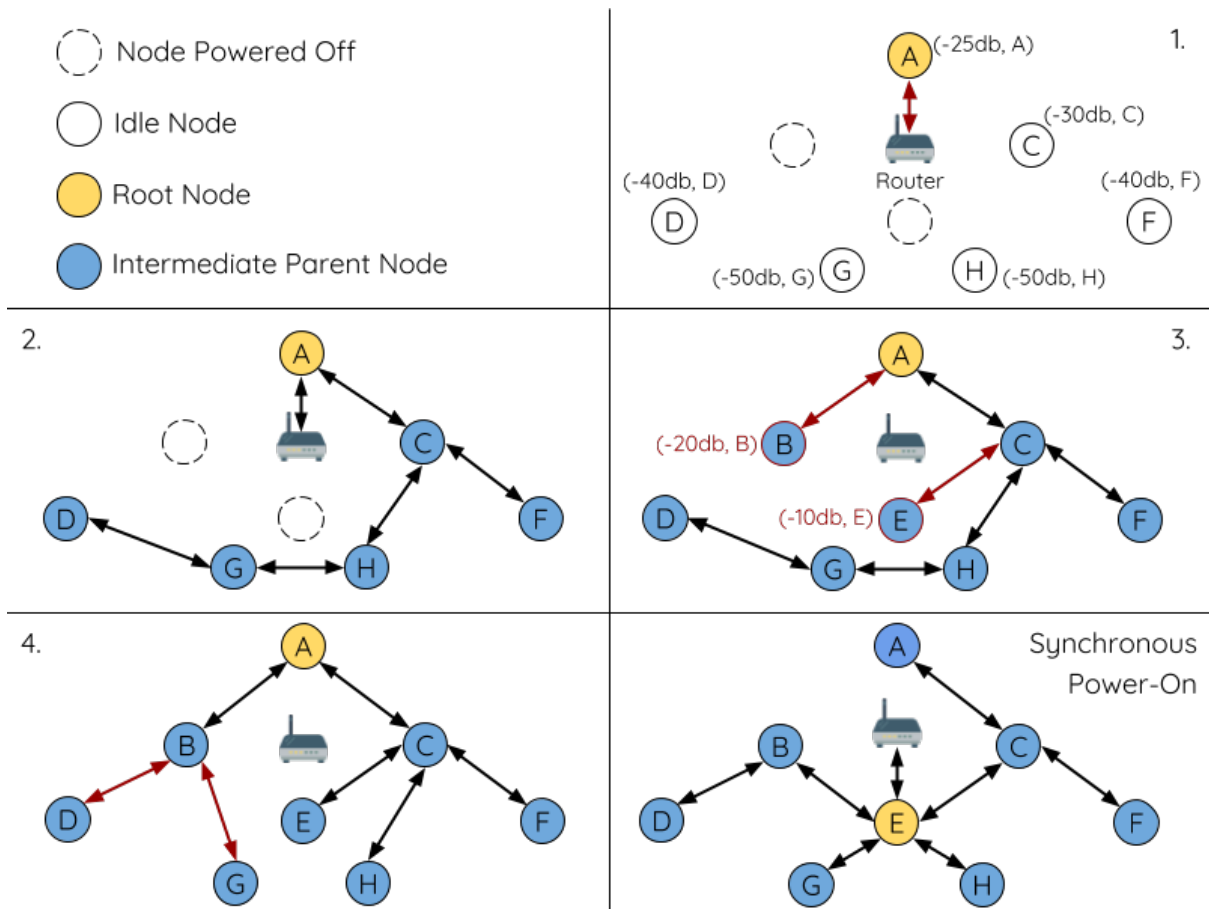 Node Powered Off
Idle Node
Root Node
Intermediate Parent Node
1.
A
(-25db, A)
(-30db, C)
C
Router
(-40db, D)
D
(-40db, F)
F
(-50db, G)
G
H
(-50db, H)
2.
A
C
D
F
G
H
3.
A
(-20db, B)
B
C
D
(-10db, E)
E
F
G
H
4.
A
B
C
D
E
F
G
H
Synchronous
Power-On
A
B
C
D
E
F
G
H